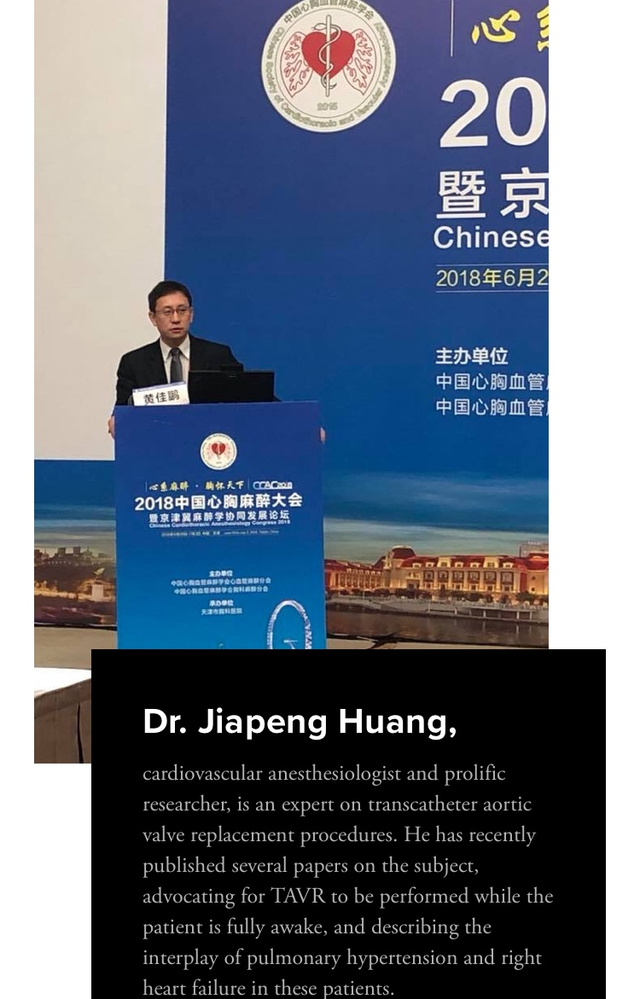 中国心胸血管麻醉学会
Chinese Society of Cardiothoracic and Vascular Anesthesiology
2015
心系
20
暨京
Chinese
2018年6月2
主办单位
中国心胸血管
中国心胸血管
黄佳鹏
心系麻醉 · 胸怀天下 CCAC2018
2018中国心胸麻醉大会
暨京津冀麻醉学协同发展论坛
Chinese Cardiothoracic Anesthesiology Congress 2018
主办单位
中国心胸血管麻醉学会心血管麻醉分会
中国心胸血管麻醉学会胸科麻醉分会
承办单位
天津市胸科医院
Dr. Jiapeng Huang,
cardiovascular anesthesiologist and prolific
researcher, is an expert on transcatheter aortic
valve replacement procedures. He has recently
published several papers on the subject,
advocating for TAVR to be performed while the
patient is fully awake, and describing the
interplay of pulmonary hypertension and right
heart failure in these patients.